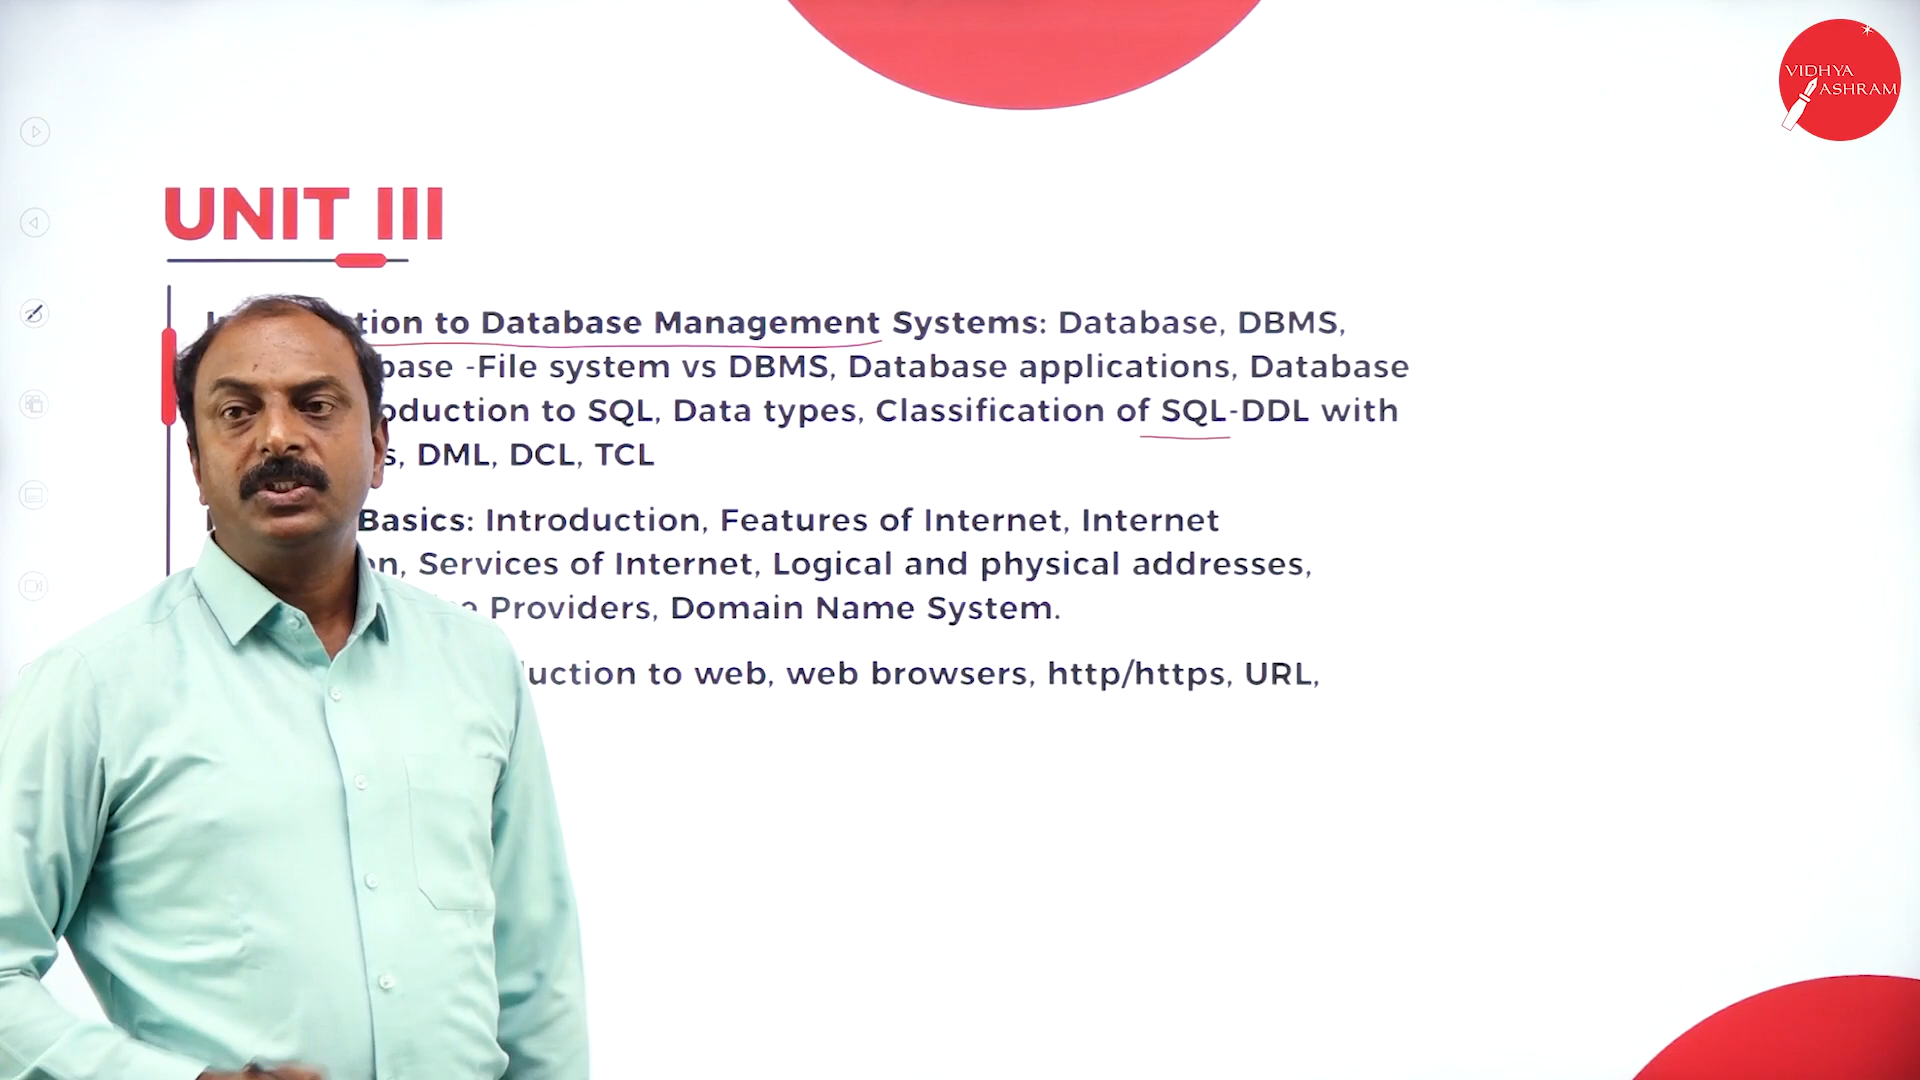 VIDHYA
ASHRAM
UNIT III
tion to Database Management Systems: Database, DBMS,
base -File system vs DBMS, Database applications, Database
oduction to SQL, Data types, Classification of SQL-DDL with
s, DML, DCL, TCL
Basics: Introduction, Features of Internet, Internet
on, Services of Internet, Logical and physical addresses,
Providers, Domain Name System.
uction to web, web browsers, http/https, URL,